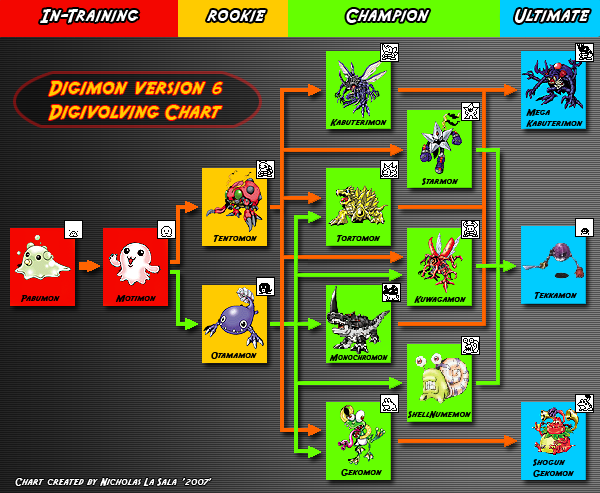 In-Training
rookie
Champion
Ultimate
Digimon version 6
Digivolving Chart
Kabuterimon
Mega
Kabuterimon
Starmon
Tentomon
Tortomon
Pabumon
Motimon
Kuwagamon
Tekkamon
Otamamon
Monochromon
ShellNumemon
Gekomon
Shogun
Gekomon
Chart created by Nicholas La Sala '2007'